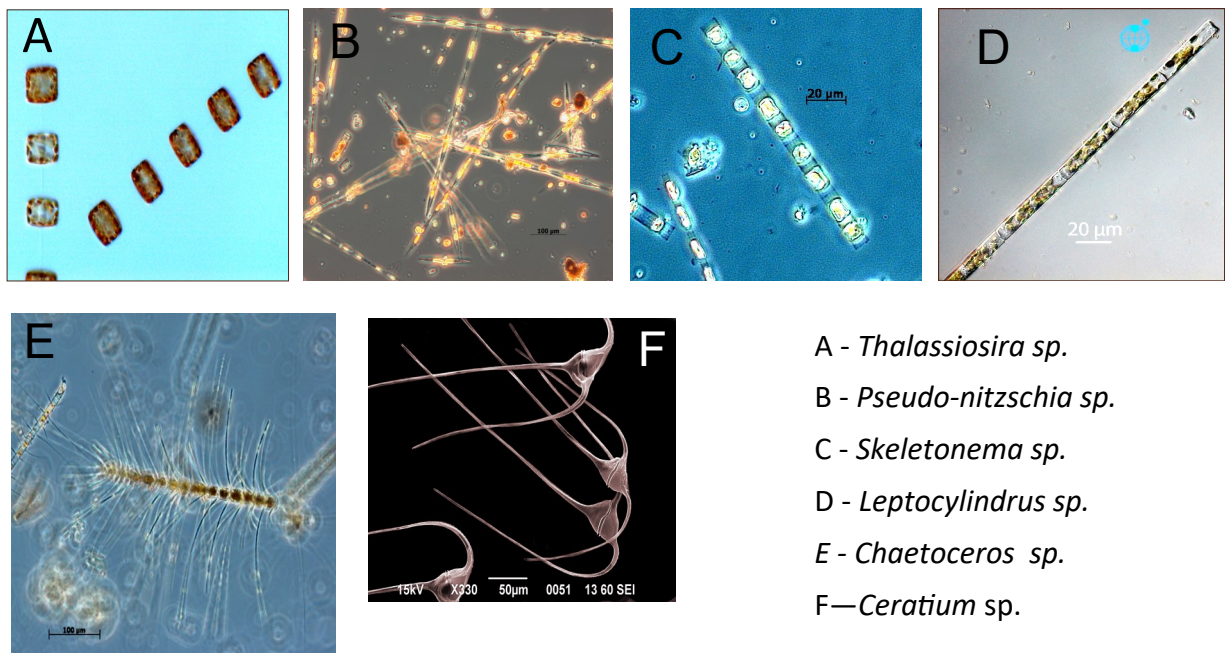 A
B
100 µm
C
20 µm
D
20 µm
E
100 µm
F
15kV X330 50µm 0051 13 60 SEI
A - Thalassiosira sp.
B - Pseudo-nitzschia sp.
C - Skeletonema sp.
D - Leptocylindrus sp.
E - Chaetoceros sp.
F—Ceratium sp.